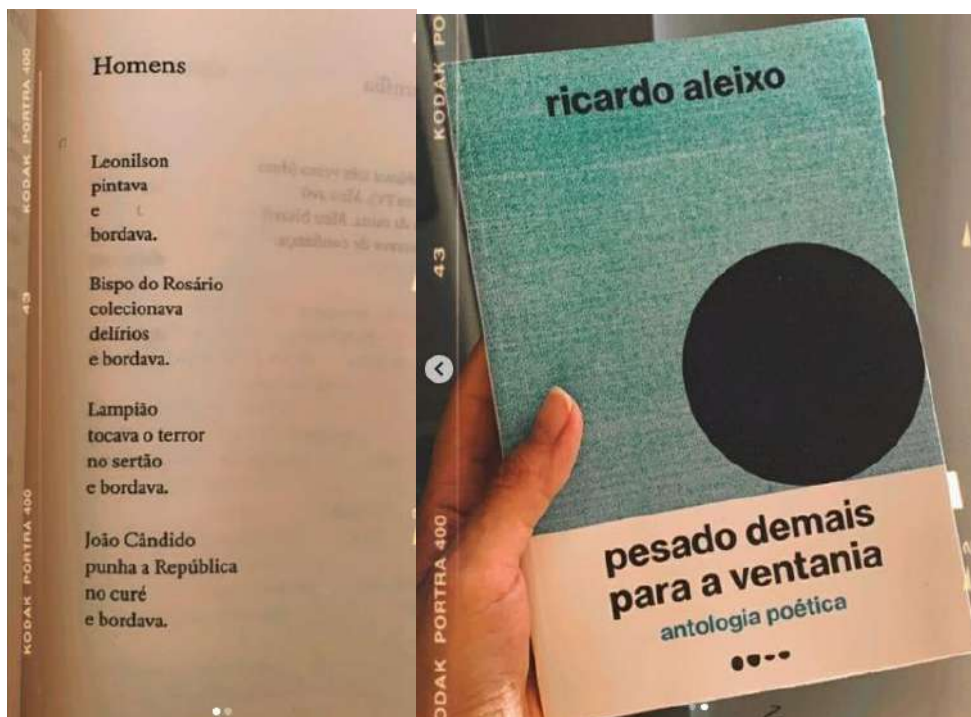 Homens
Leonilson
pintava
e
bordava.
Bispo do Rosário
colecionava
delírios
e bordava.
Lampião
tocava o terror
no sertão
e bordava.
João Cândido
punha a República
no curé
e bordava.
KODAK PORTRA 400
43
KODAK PORTRA 400
ricardo aleixo
pesado demais
para a ventania
antologia poética
KODAK PO
43
KODAK PORTRA 400